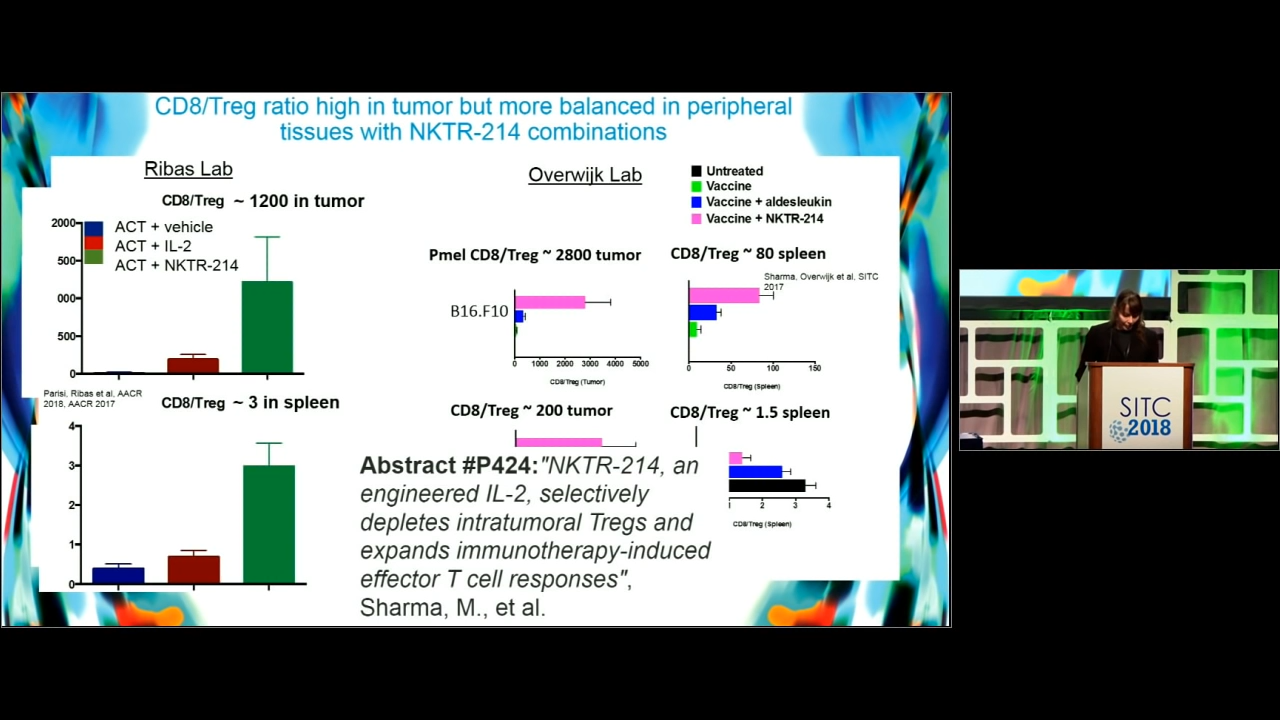 CD8/Treg ratio high in tumor but more balanced in peripheral
tissues with NKTR-214 combinations
Ribas Lab
CD8/Treg ~ 1200 in tumor
2000
500
000
500
0
ACT + vehicle
ACT + IL-2
ACT + NKTR-214
Parisi, Ribas et al, AACR
2018, AACR 2017
CD8/Treg ~ 3 in spleen
4
3
2
1
0
Overwijk Lab
Untreated
Vaccine
Vaccine + aldesleukin
Vaccine + NKTR-214
Pmel CD8/Treg ~ 2800 tumor
B16.F10
0 1000 2000 3000 4000 5000
CD8/Treg (Tumor)
CD8/Treg ~ 80 spleen
Sharma, Overwijk et al, SITC
2017
0 50 100 150
CD8/Treg (Spleen)
CD8/Treg ~ 200 tumor
CD8/Treg ~ 1.5 spleen
1 2 3 4
CD8/Treg (Spleen)
Abstract #P424:"NKTR-214, an
engineered IL-2, selectively
depletes intratumoral Tregs and
expands immunotherapy-induced
effector T cell responses",
Sharma, M., et al.
SITC
2018